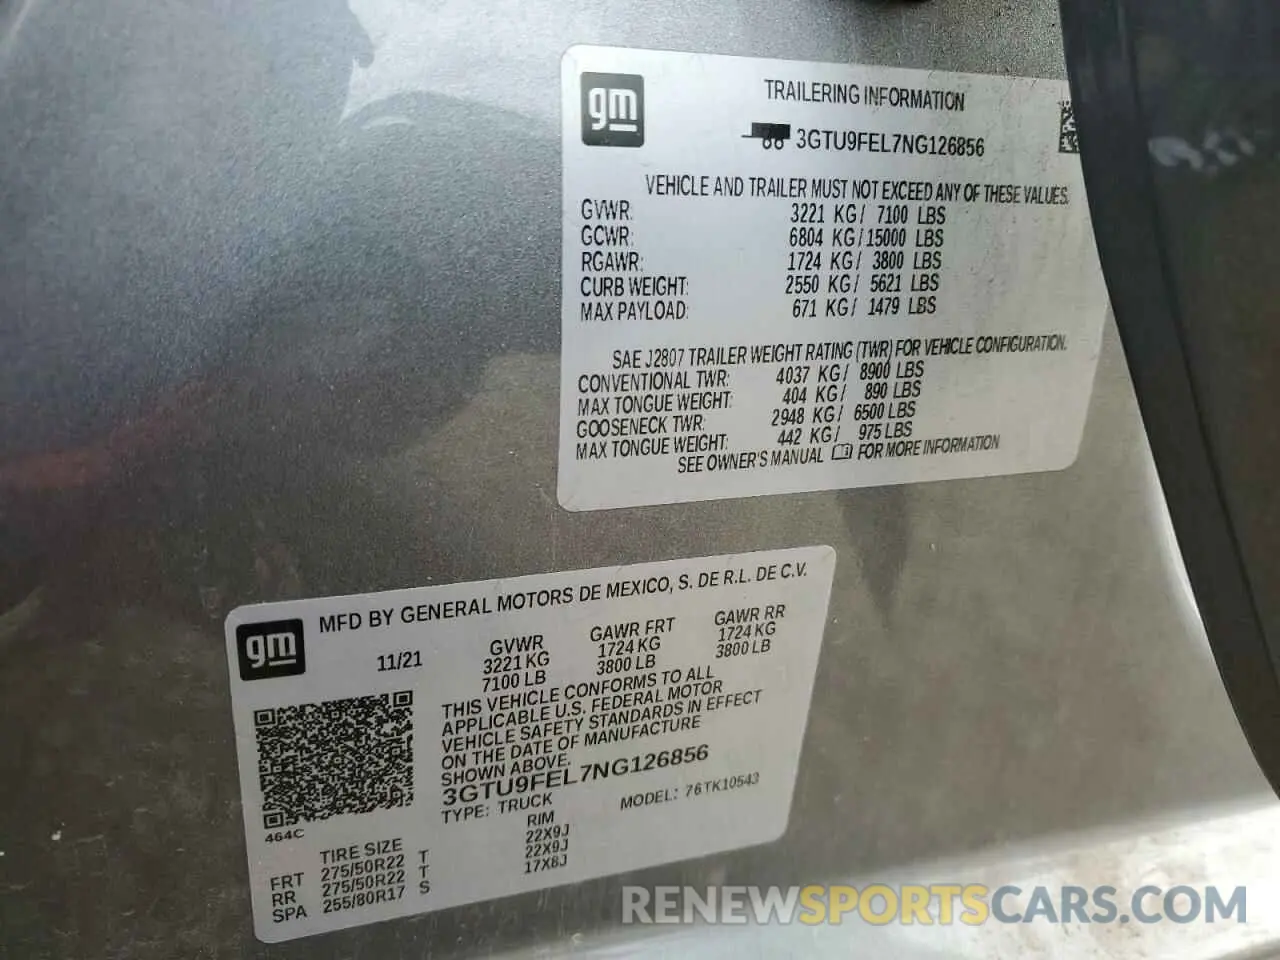 gm
TRAILERING INFORMATION
3GTU9FEL7NG126856
VEHICLE AND TRAILER MUST NOT EXCEED ANY OF THESE VALUES.
GVWR: 3221 KG/ 7100 LBS
GCWR: 6804 KG/15000 LBS
RGAWR: 1724 KG/ 3800 LBS
CURB WEIGHT: 2550 KG/ 5621 LBS
MAX PAYLOAD: 671 KG/ 1479 LBS
SAE J2807 TRAILER WEIGHT RATING (TWR) FOR VEHICLE CONFIGURATION.
CONVENTIONAL TWR: 4037 KG/ 8900 LBS
MAX TONGUE WEIGHT: 404 KG/ 890 LBS
GOOSENECK TWR: 2948 KG/ 6500 LBS
MAX TONGUE WEIGHT: 442 KG/ 975 LBS
SEE OWNER'S MANUAL FOR MORE INFORMATION
gm
MFD BY GENERAL MOTORS DE MEXICO, S. DE R.L. DE C.V.
11/21
GVWR GAWR FRT GAWR RR
3221 KG 1724 KG 1724 KG
7100 LB 3800 LB 3800 LB
THIS VEHICLE CONFORMS TO ALL
APPLICABLE U.S. FEDERAL MOTOR
VEHICLE SAFETY STANDARDS IN EFFECT
ON THE DATE OF MANUFACTURE
SHOWN ABOVE.
3GTU9FEL7NG126856
TYPE: TRUCK MODEL: 76TK10543
464C
TIRE SIZE RIM
FRT 275/50R22 T 22X9J
RR 275/50R22 T 22X9J
SPA 255/80R17 S 17X8J
RENEWSPORTSCARS.COM